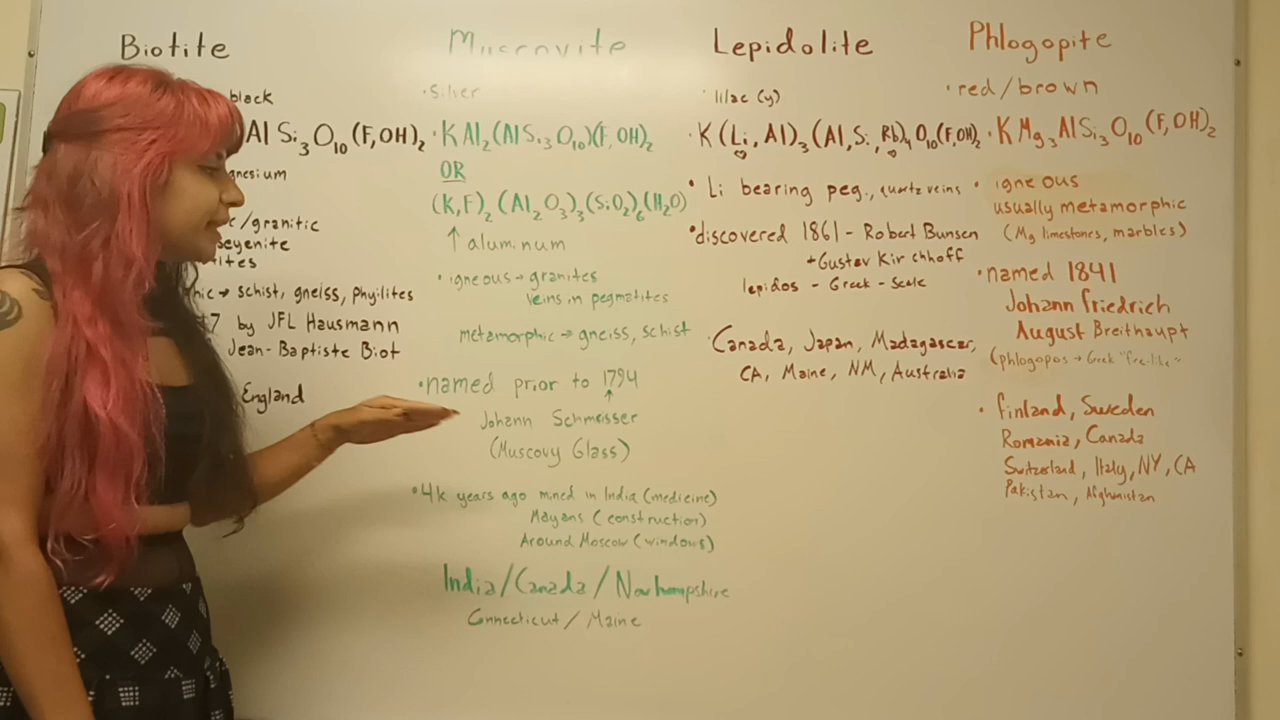 Biotite
black
AlSi₃O₁₀(F,OH)₂
gnesium
c/granitic
seyenite
ites
hic → schist, gneiss, phyllites
7 by JFL Hausmann
Jean-Baptiste Biot
England
Muscovite
• Silver
• KAl₂(AlSi₃O₁₀)(F,OH)₂
OR
(K,F)₂(Al₂O₃)₃(SiO₂)₆(H₂O)
↑ aluminum
• igneous → granites
veins in pegmatites
metamorphic → gneiss, schist
• named prior to 1794
↑
Johann Schmeisser
(Muscovy Glass)
• 4k years ago mined in India (medicine)
Mayans (construction)
Around Moscow (windows)
India/Canada/Newhampshire
Connecticut/Maine
Lepidolite
• lilac (y)
• K(Li,Al)₃(Al,Si,Rb)₄O₁₀(F,OH)₂
• Li bearing peg., quartz veins
• discovered 1861 - Robert Bunsen
+ Gustav Kirchhoff
lepidos - Greek - Scale
• Canada, Japan, Madagascar,
CA, Maine, NM, Australia
Phlogopite
• red/brown
• KMg₃AlSi₃O₁₀(F,OH)₂
• igneous
usually metamorphic
(Mg limestones, marbles)
• named 1841
Johann friedrich
August Breithaupt
(phlogopos → Greek "fire-like"
• finland, Sweden
Romania, Canada
Switzerland, Italy, NY, CA
Pakistan, Afghanistan